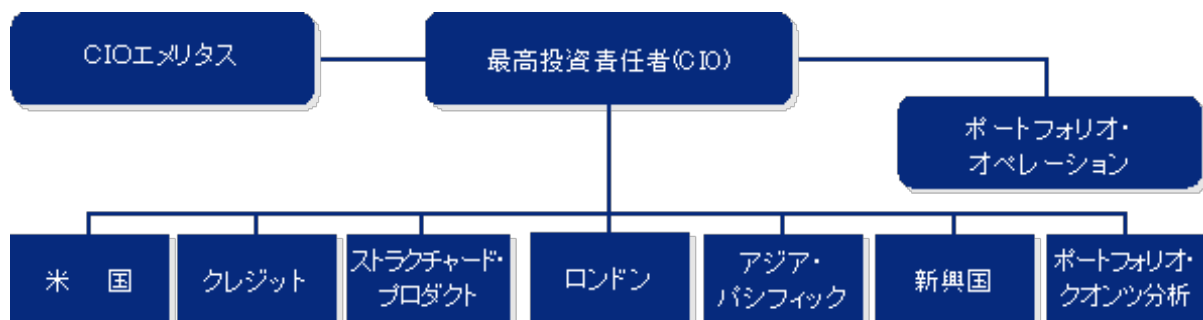 CIOエメリタス
最高投資責任者(CIO)
ポートフォリオ・
オペレーション
米　国
クレジット
ストラクチャード・
プロダクト
ロンドン
アジア・
パシフィック
新興国
ポートフォリオ・
クオンツ分析